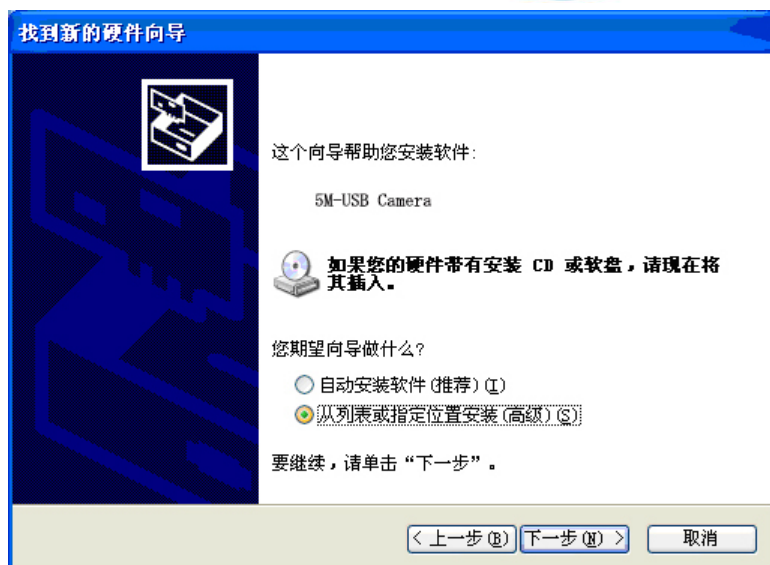 找到新的硬件向导
这个向导帮助您安装软件:
5M-USB Camera
如果您的硬件带有安装 CD 或软盘，请现在将
其插入。
您期望向导做什么?
自动安装软件(推荐)(I)
从列表或指定位置安装(高级)(S)
要继续，请单击“下一步”。
< 上一步(B) 下一步(N) > 取消